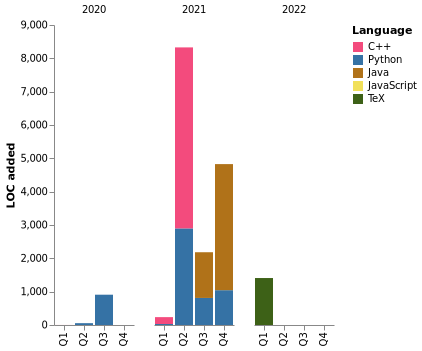 2020 2021 2022
Language
C++
Python
Java
JavaScript
TeX
LOC added
9,000
8,000
7,000
6,000
5,000
4,000
3,000
2,000
1,000
0
Q1 Q2 Q3 Q4 Q1 Q2 Q3 Q4 Q1 Q2 Q3 Q4